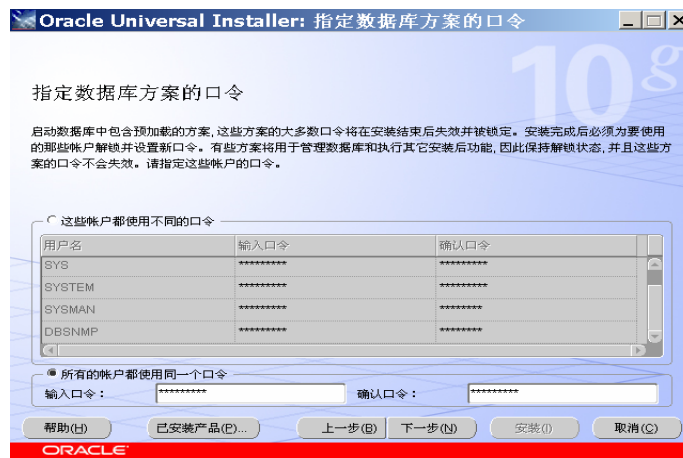 Oracle Universal Installer: 指定数据库方案的口令
10g
指定数据库方案的口令
启动数据库中包含预加载的方案,这些方案的大多数口令将在安装结束后失效并被锁定。安装完成后必须为要使用
的那些帐户解锁并设置新口令。有些方案将用于管理数据库和执行其它安装后功能,因此保持解锁状态,并且这些方
案的口令不会失效。请指定这些帐户的口令。
这些帐户都使用不同的口令
用户名 输入口令 确认口令
SYS ********* *********
SYSTEM ********* *********
SYSMAN ********* ********
DBSNMP ********* *********
所有的帐户都使用同一个口令
输入口令: ********* 确认口令: *********
帮助(H) 已安装产品(P)... 上一步(B) 下一步(N) 安装(I) 取消(C)
ORACLE